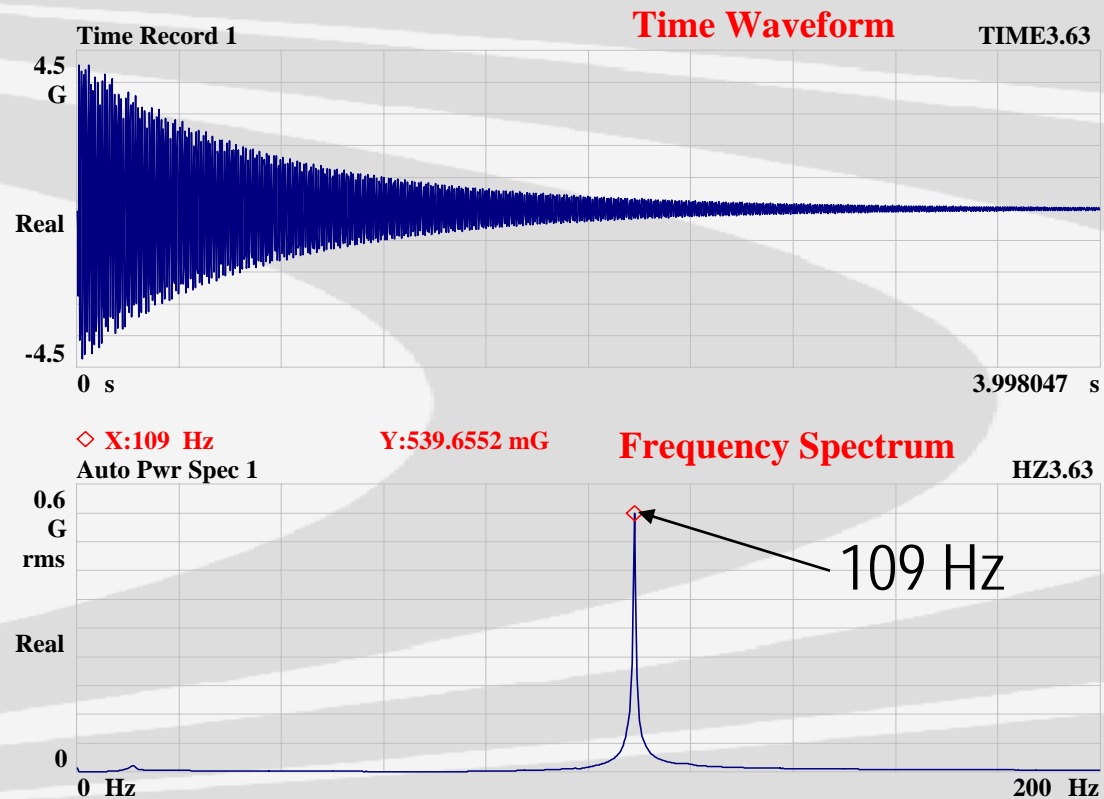 Time Waveform
Time Record 1
TIME3.63
4.5
G
Real
-4.5
0 s
3.998047 s
X:109 Hz
Y:539.6552 mG
Frequency Spectrum
Auto Pwr Spec 1
HZ3.63
0.6
G
rms
109 Hz
Real
0
0 Hz
200 Hz